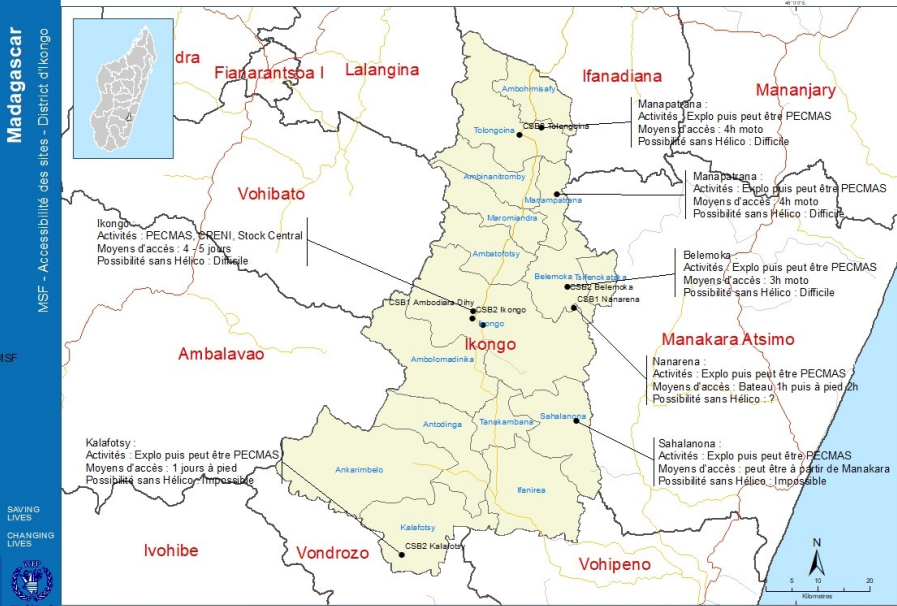 Madagascar
MSF - Accessibilité des sites - District d'Ikongo
MSF
SAVING
LIVES
CHANGING
LIVES
WFP
dra
Fianarantsoa I
Lalangina
Ifanadiana
Mananjary
Vohibato
Ambalavao
Ikongo
Manakara Atsimo
Ivohibe
Vondrozo
Vohipeno
Ambohimisafy
Tolongoina
CSB2 Tolongoina
Ambinanitromby
Manampatrana
Maromiandra
Ambatofotsy
Belemoka
Tsifenokataka
CSB2 Belemoka
CSB1 Nanarena
CSB1 Ambodiara Dihy
CSB2 Ikongo
Ikongo
Ambolomadinika
Antodinga
Tanakambana
Sahalanona
Ankarimbelo
Ifanirea
Kalafotsy
CSB2 Kalafotsy
Manapatrana :
Activités : Explo puis peut être PECMAS
Moyens d'accès : 4h moto
Possibilité sans Hélico : Difficile
Manapatrana :
Activités : Explo puis peut être PECMAS
Moyens d'accès : 4h moto
Possibilité sans Hélico : Difficile
Ikongo :
Activités : PECMAS, CRENI, Stock Central
Moyens d'accès : 4 - 5 jours
Possibilité sans Hélico : Difficile
Belemoka :
Activités : Explo puis peut être PECMAS
Moyens d'accès : 3h moto
Possibilité sans Hélico : Difficile
Nanarena :
Activités : Explo puis peut être PECMAS
Moyens d'accès : Bateau 1h puis à pied 2h
Possibilité sans Hélico : ?
Kalafotsy :
Activités : Explo puis peut être PECMAS
Moyens d'accès : 1 jours à pied
Possibilité sans Hélico : Impossible
Sahalanona :
Activités : Explo puis peut être PECMAS
Moyens d'accès : peut être à partir de Manakara
Possibilité sans Hélico : Impossible
N
5 10 20
Kilometres